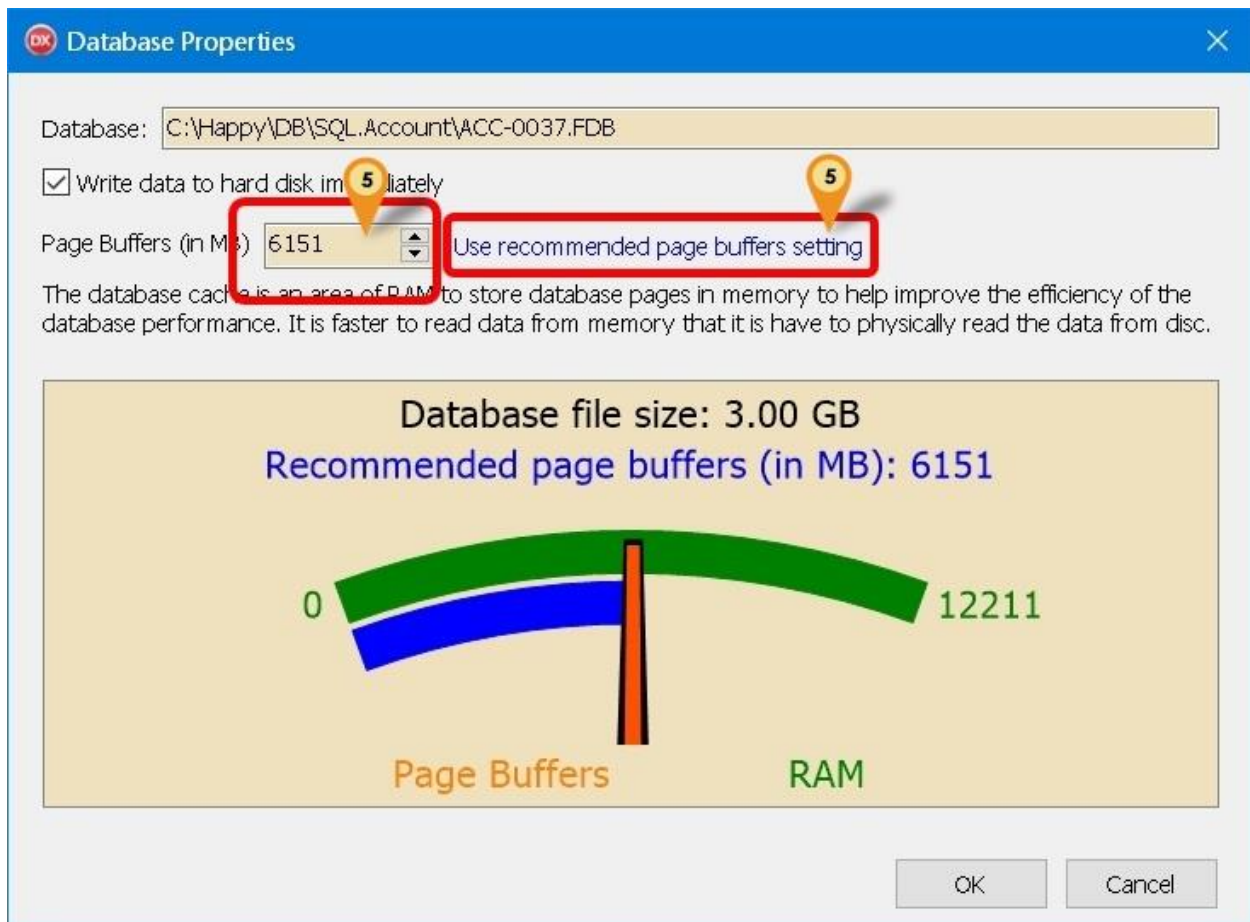 DX Database Properties
Database: C:\Happy\DB\SQL.Account\ACC-0037.FDB
Write data to hard disk im 5 iately
5
Page Buffers (in M ) 6151 Use recommended page buffers setting
The database cache is an area of RAM to store database pages in memory to help improve the efficiency of the
database performance. It is faster to read data from memory that it is have to physically read the data from disc.
Database file size: 3.00 GB
Recommended page buffers (in MB): 6151
0 12211
Page Buffers RAM
OK Cancel